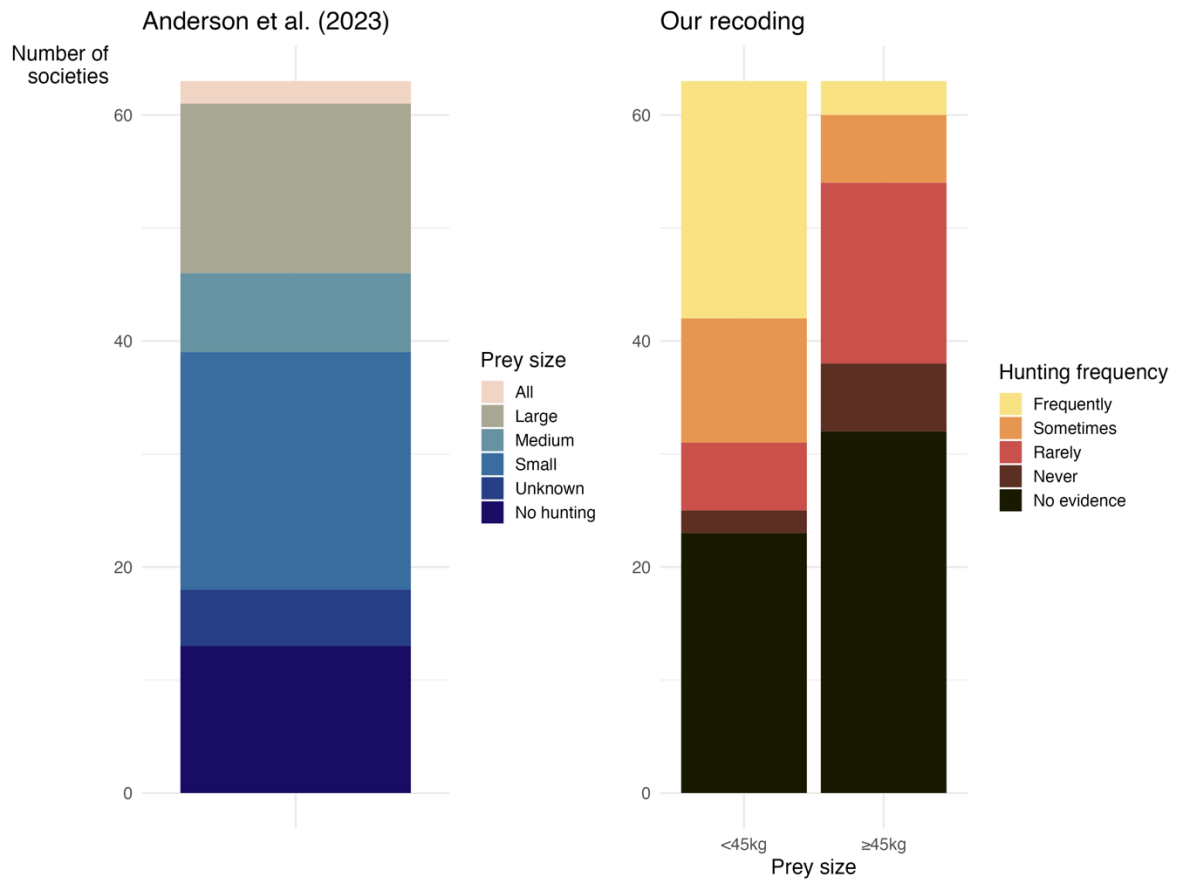 Anderson et al. (2023)
Number of
societies
60
40
20
0
Prey size
All
Large
Medium
Small
Unknown
No hunting
Our recoding
60
40
20
0
<45kg
≥45kg
Prey size
Hunting frequency
Frequently
Sometimes
Rarely
Never
No evidence